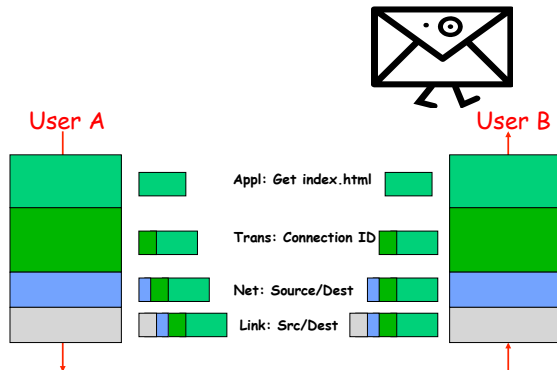 User A
User B
Appl: Get index.html
Trans: Connection ID
Net: Source/Dest
Link: Src/Dest